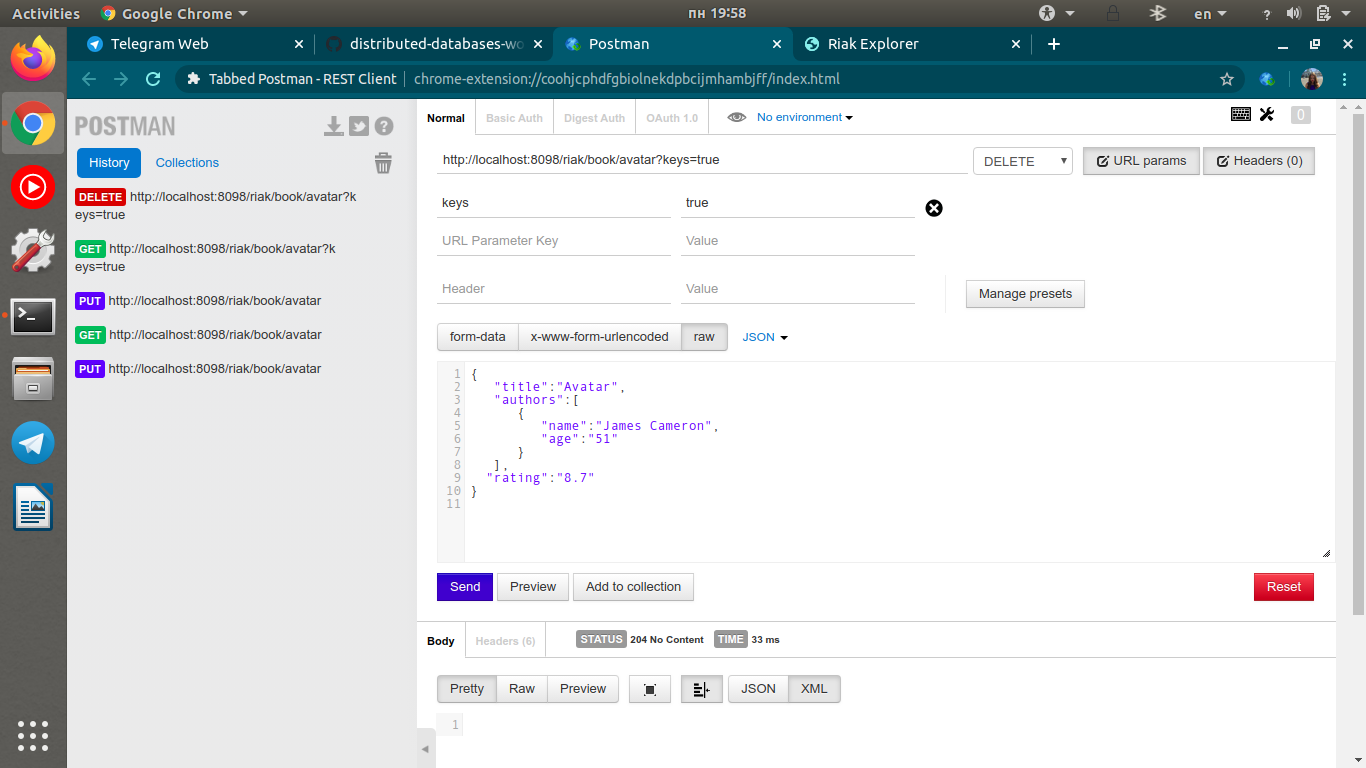 Activities Google Chrome пн 19:58 en ?
Telegram Web distributed-databases-wo Postman Riak Explorer
Tabbed Postman - REST Client chrome-extension://coohjcphdfgbiolnekdpbcijmhambjff/index.html
POSTMAN
History Collections
DELETE http://localhost:8098/riak/book/avatar?k
eys=true
GET http://localhost:8098/riak/book/avatar?k
eys=true
PUT http://localhost:8098/riak/book/avatar
GET http://localhost:8098/riak/book/avatar
PUT http://localhost:8098/riak/book/avatar
Normal Basic Auth Digest Auth OAuth 1.0 No environment 0
http://localhost:8098/riak/book/avatar?keys=true DELETE URL params Headers (0)
keys true
URL Parameter Key Value
Header Value Manage presets
form-data x-www-form-urlencoded raw JSON
1 {
2 "title":"Avatar",
3 "authors":[
4 {
5 "name":"James Cameron",
6 "age":"51"
7 }
8 ],
9 "rating":"8.7"
10 }
11
Send Preview Add to collection Reset
Body Headers (6) STATUS 204 No Content TIME 33 ms
Pretty Raw Preview JSON XML
1